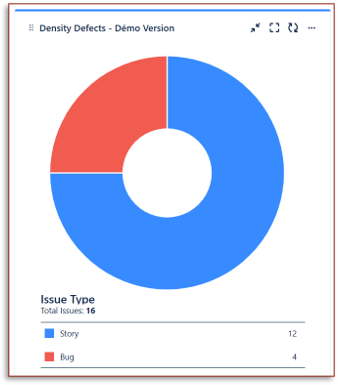 Density Defects - Démo Version
Issue Type
Total Issues: 16
Story 12
Bug 4